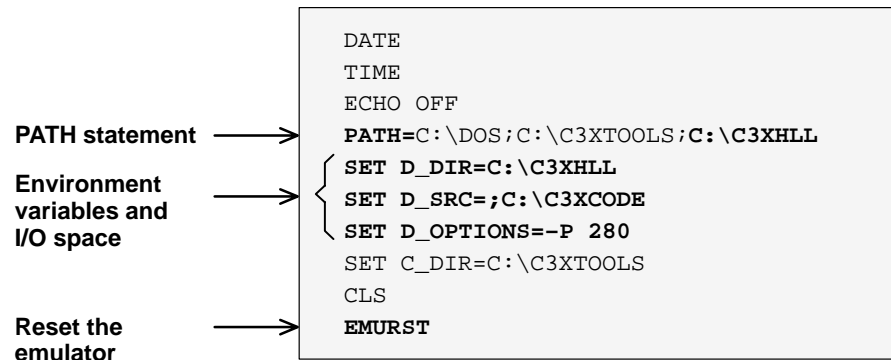 DATE
TIME
ECHO OFF
PATH statement
PATH=C:\DOS;C:\C3XTOOLS;C:\C3XHLL
Environment
variables and
I/O space
SET D_DIR=C:\C3XHLL
SET D_SRC=;C:\C3XCODE
SET D_OPTIONS=–P 280
SET C_DIR=C:\C3XTOOLS
CLS
Reset the
emulator
EMURST